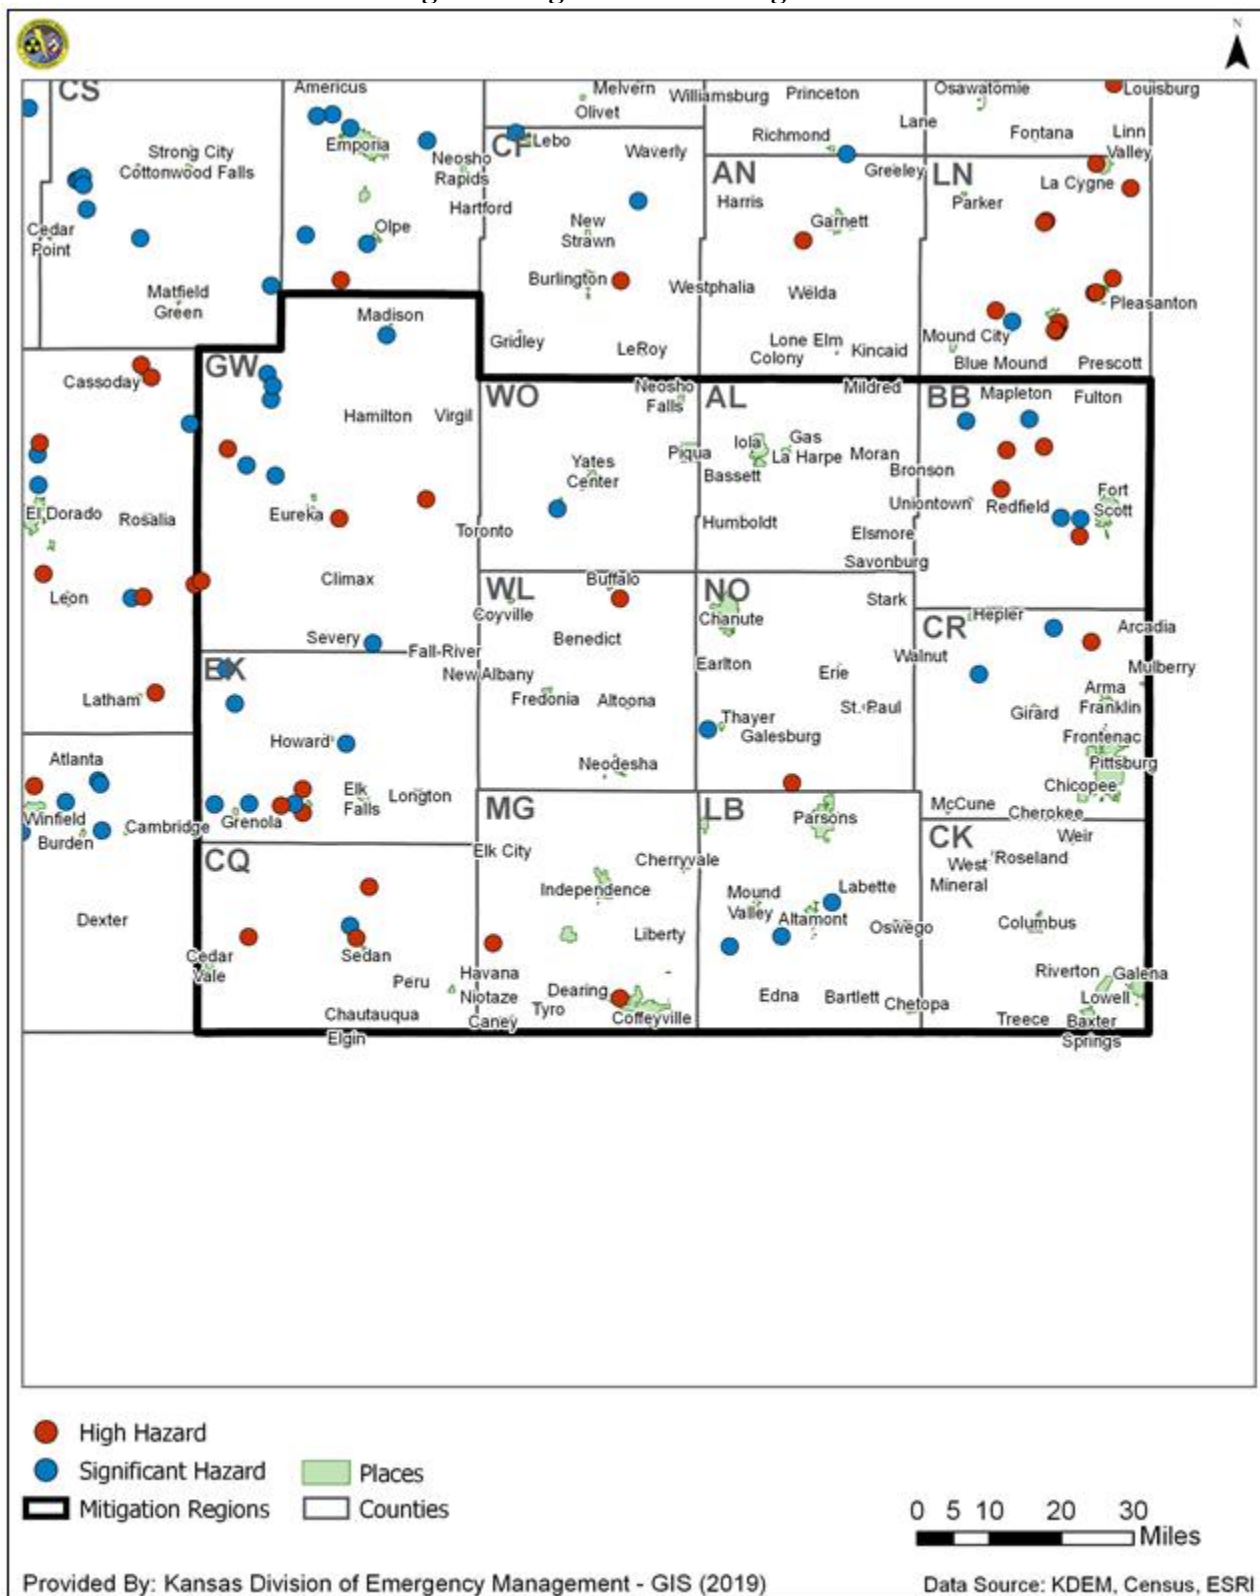 N
CS
Americus
Melvern
Olivet
Williamsburg
Princeton
Osawatomie
Louisburg
Strong City
Cottonwood Falls
Emporia
Neosho
Rapids
CF
Lebo
Waverly
Richmond
Lane
Fontana
Linn
Valley
Greeley
AN
LN
La Cygne
Parker
Harris
Garnett
Hartford
Cedar
Point
Olpe
New
Strawn
Burlington
Westphalia
Welda
Pleasanton
Matfield
Green
Madison
Gridley
LeRoy
Lone Elm
Colony
Kincaid
Mound City
Blue Mound
Prescott
Cassoday
GW
Hamilton
Virgil
WO
Neosho
Falls
AL
Mildred
BB
Mapleton
Fulton
Yates
Center
Piqua
Iola
Gas
La Harpe
Bassett
Moran
Bronson
Uniontown
Redfield
Fort
Scott
El Dorado
Rosalia
Eureka
Toronto
Humboldt
Elsmore
Savonburg
Leon
Climax
WL
Buffalo
Coyville
Benedict
NO
Chanute
Stark
CR
Hepler
Arcadia
Walnut
Mulberry
Severy
Fall-River
EK
New Albany
Earlton
Erie
Latham
Fredonia
Altoona
St. Paul
Arma
Franklin
Girard
Howard
Thayer
Galesburg
Frontenac
Pittsburg
Chicopee
Atlanta
Neodesha
Elk
Falls
Longton
MG
LB
Parsons
McCune
Cherokee
Winfield
Burden
Cambridge
Grenola
CQ
Elk City
Cherryvale
CK
Weir
West
Mineral
Roseland
Independence
Mound
Valley
Labette
Altamont
Oswego
Columbus
Dexter
Liberty
Cedar
Vale
Sedan
Peru
Havana
Niotaze
Caney
Dearing
Tyro
Coffeyville
Edna
Bartlett
Chetopa
Riverton
Galena
Lowell
Treece
Baxter
Springs
Chautauqua
Elgin
High Hazard
Significant Hazard
Places
Mitigation Regions
Counties
0 5 10 20 30
Miles
Provided By: Kansas Division of Emergency Management - GIS (2019)
Data Source: KDEM, Census, ESRI